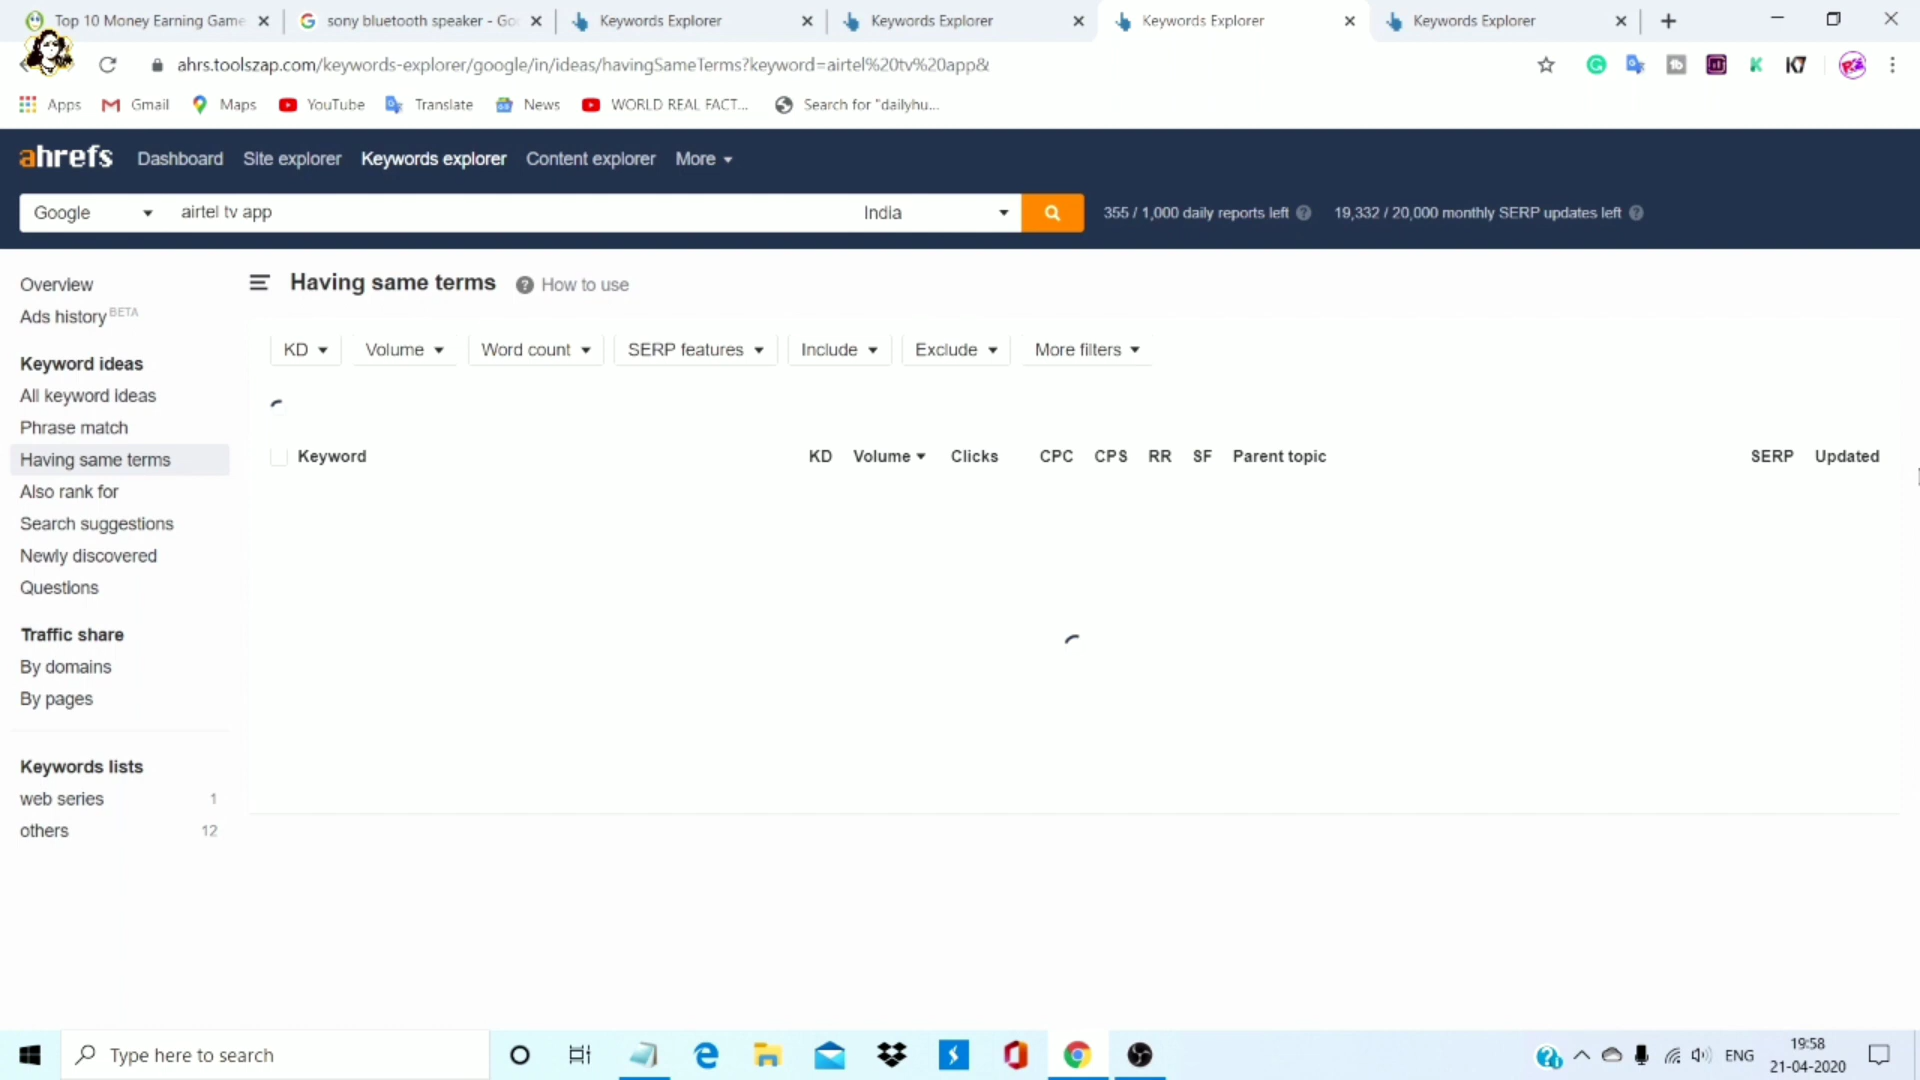 Top 10 Money Earning Game
sony bluetooth speaker - Go
Keywords Explorer
Keywords Explorer
Keywords Explorer
Keywords Explorer
ahrs.toolszap.com/keywords-explorer/google/in/ideas/havingSameTerms?keyword=airtel%20tv%20app&
Apps
Gmail
Maps
YouTube
Translate
News
WORLD REAL FACT...
Search for "dailyhu...
ahrefs
Dashboard
Site explorer
Keywords explorer
Content explorer
More
Google
airtel tv app
India
355 / 1,000 daily reports left
19,332 / 20,000 monthly SERP updates left
Overview
Ads history BETA
Keyword ideas
All keyword ideas
Phrase match
Having same terms
Also rank for
Search suggestions
Newly discovered
Questions
Traffic share
By domains
By pages
Keywords lists
web series 1
others 12
Having same terms
How to use
KD
Volume
Word count
SERP features
Include
Exclude
More filters
Keyword KD Volume Clicks CPC CPS RR SF Parent topic SERP Updated
Type here to search
ENG
19:58
21-04-2020